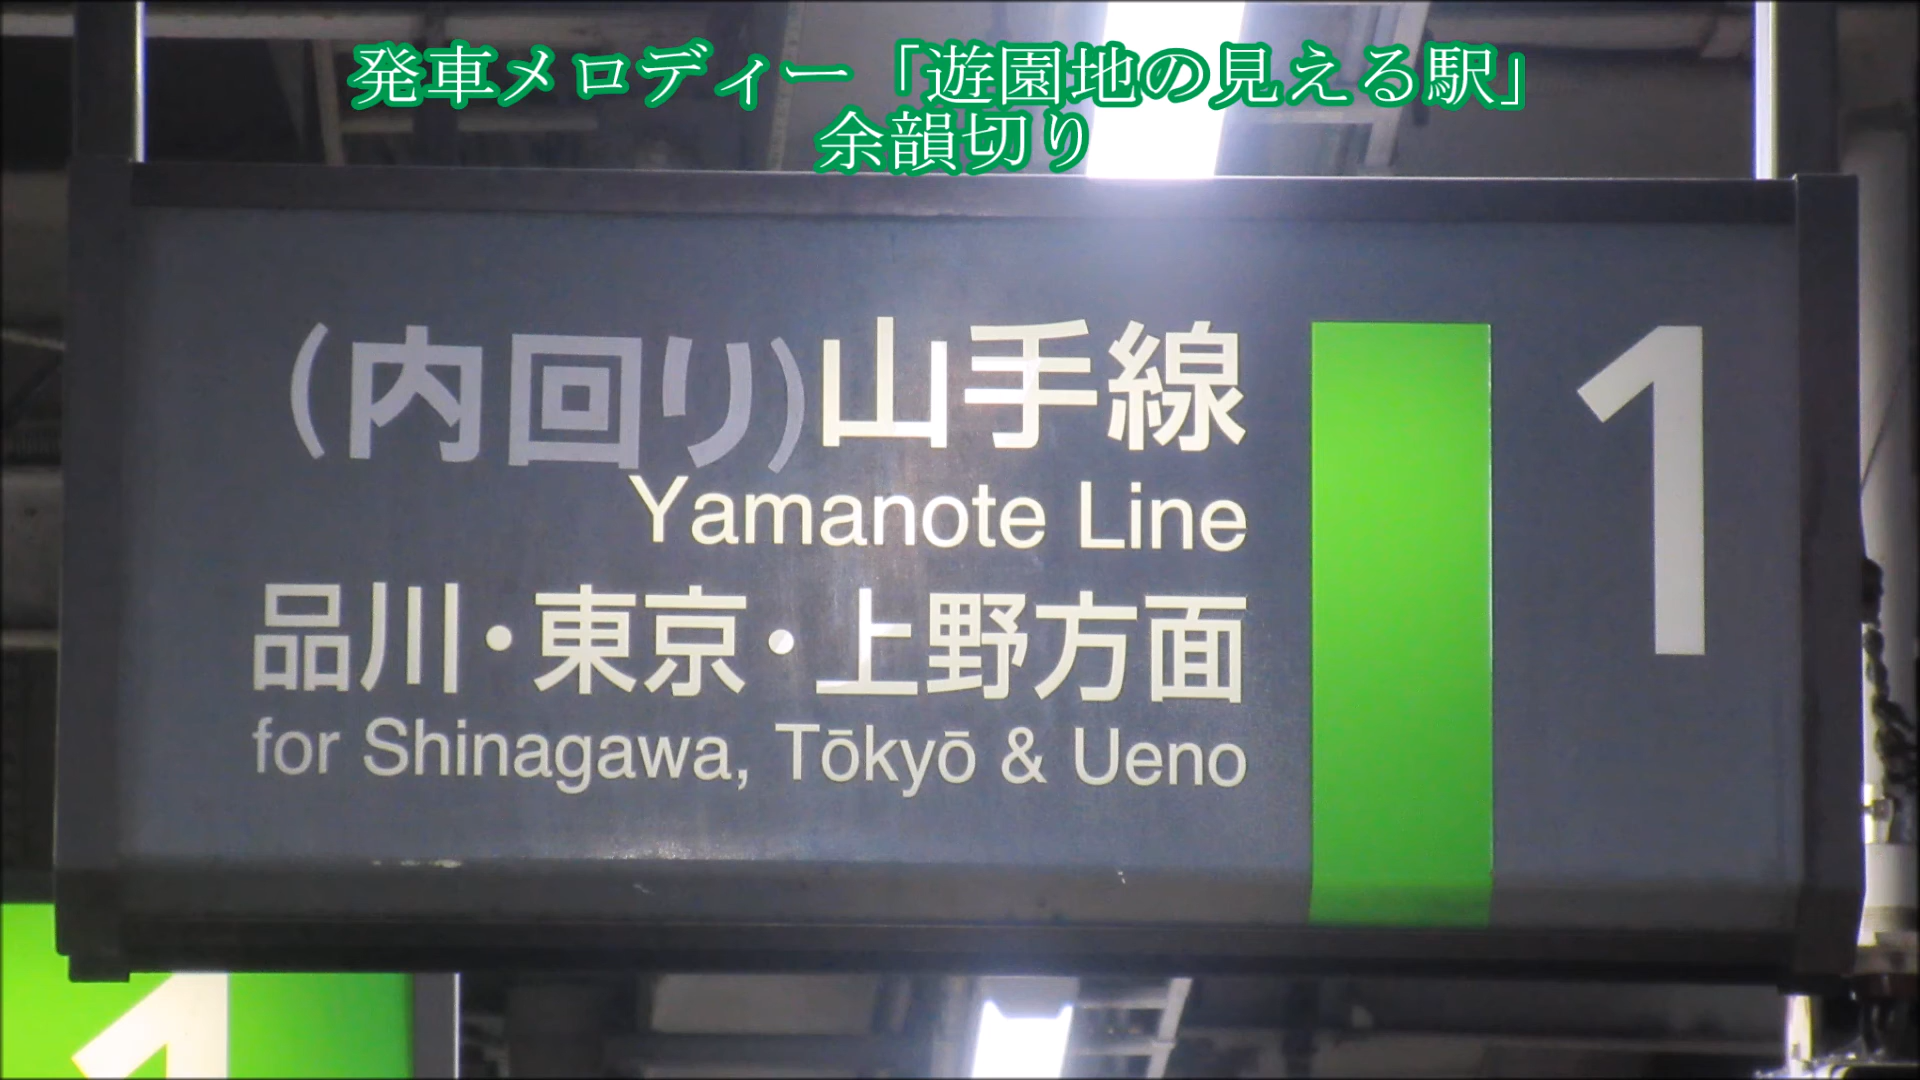 発車メロディー「遊園地の見える駅」
余韻切り
(内回り)山手線
Yamanote Line
品川・東京・上野方面
for Shinagawa, Tōkyō & Ueno
1
1